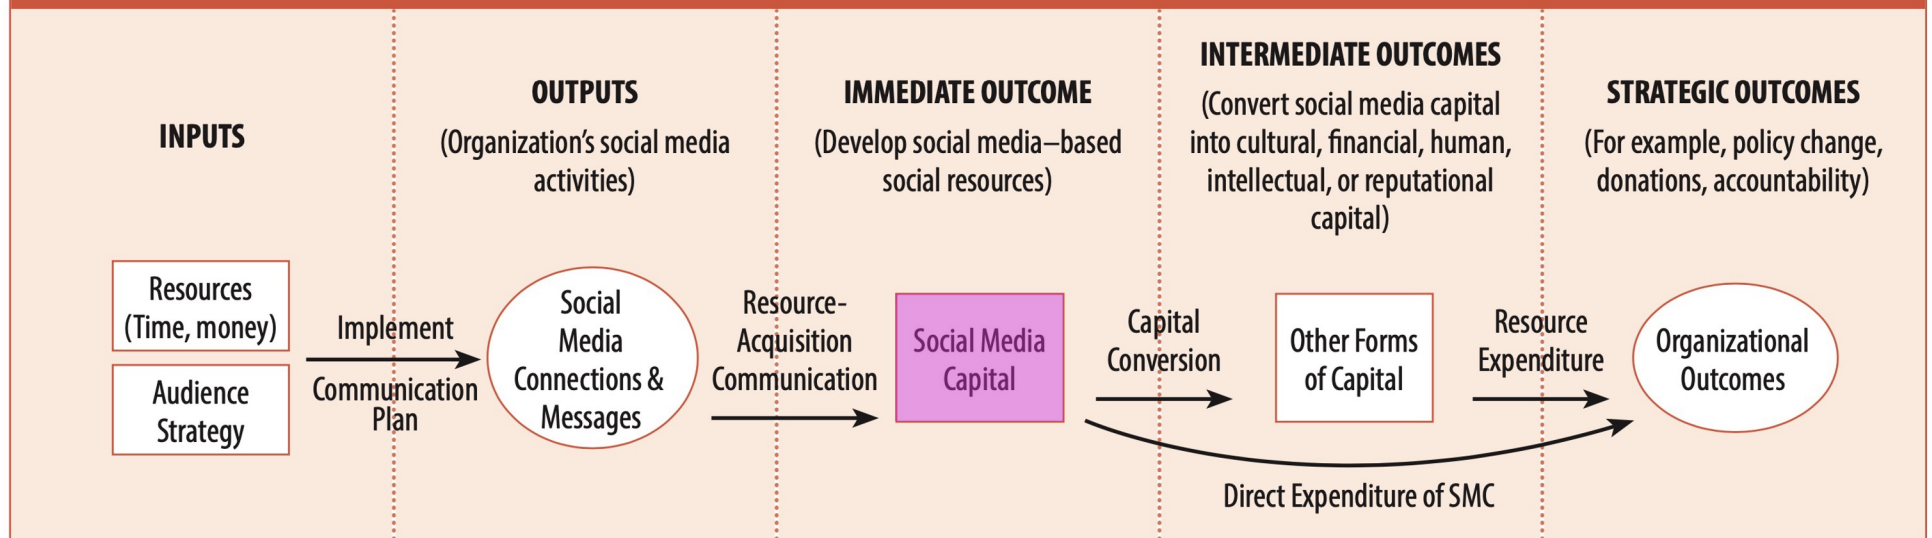 INPUTS
Resources
(Time, money)
Audience
Strategy
Implement
Communication
Plan
OUTPUTS
(Organization’s social media
activities)
Social
Media
Connections &
Messages
Resource-
Acquisition
Communication
IMMEDIATE OUTCOME
(Develop social media–based
social resources)
Social Media
Capital
Capital
Conversion
INTERMEDIATE OUTCOMES
(Convert social media capital
into cultural, financial, human,
intellectual, or reputational
capital)
Other Forms
of Capital
Resource
Expenditure
Direct Expenditure of SMC
STRATEGIC OUTCOMES
(For example, policy change,
donations, accountability)
Organizational
Outcomes